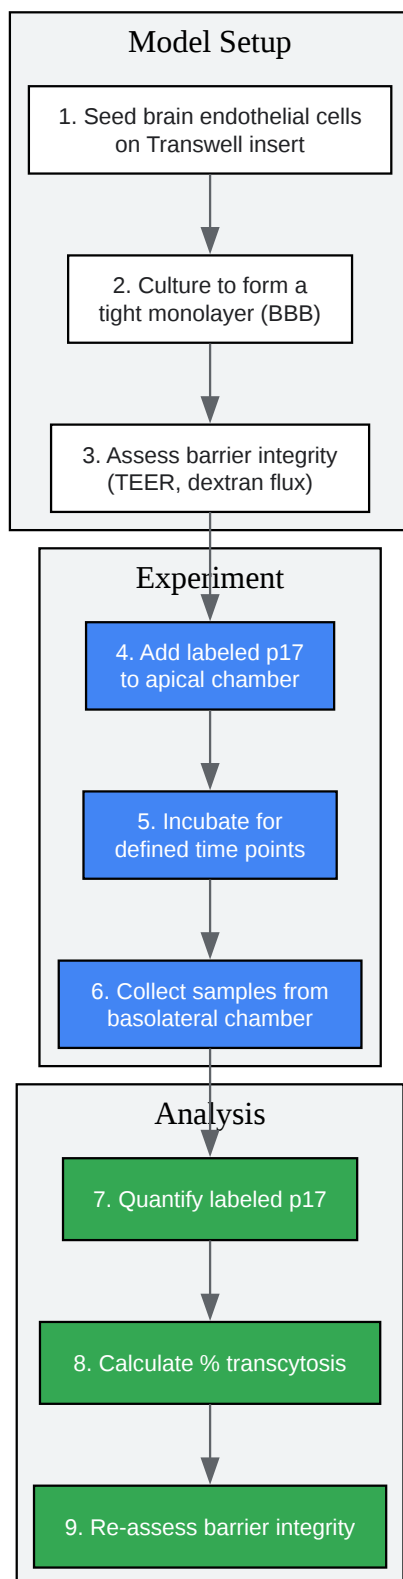 Model Setup
1. Seed brain endothelial cells
on Transwell insert
2. Culture to form a
tight monolayer (BBB)
3. Assess barrier integrity
(TEER, dextran flux)
Experiment
4. Add labeled p17
to apical chamber
5. Incubate for
defined time points
6. Collect samples from
basolateral chamber
Analysis
7. Quantify labeled p17
8. Calculate % transcytosis
9. Re-assess barrier integrity